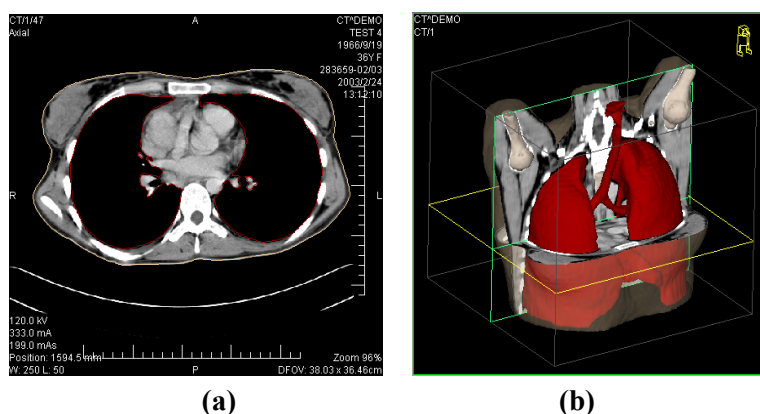 CT/1/47
Axial
A
CT^DEMO
TEST 4
1966/9/19
36Y F
283659-02/03
2003/2/24
13:12:10
R
L
120.0 kV
333.0 mA
199.0 mAs
Position: 1594.5 mm
W: 250 L: 50
P
Zoom 96%
DFOV: 38.03 x 36.46cm
(a)
CT^DEMO
CT/1
(b)